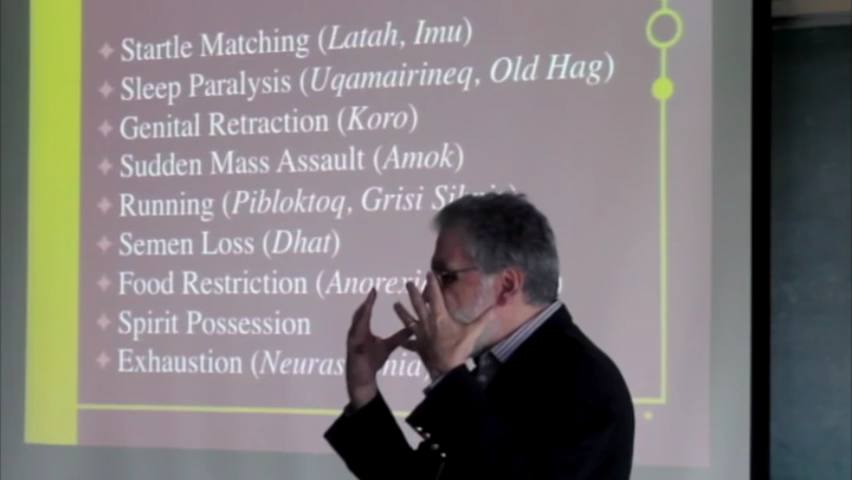 Startle Matching (Latah, Imu)
Sleep Paralysis (Uqamairineq, Old Hag)
Genital Retraction (Koro)
Sudden Mass Assault (Amok)
Running (Pibloktoq, Grisi
Semen Loss (Dhat)
Food Restriction (
Spirit Possession
Exhaustion (